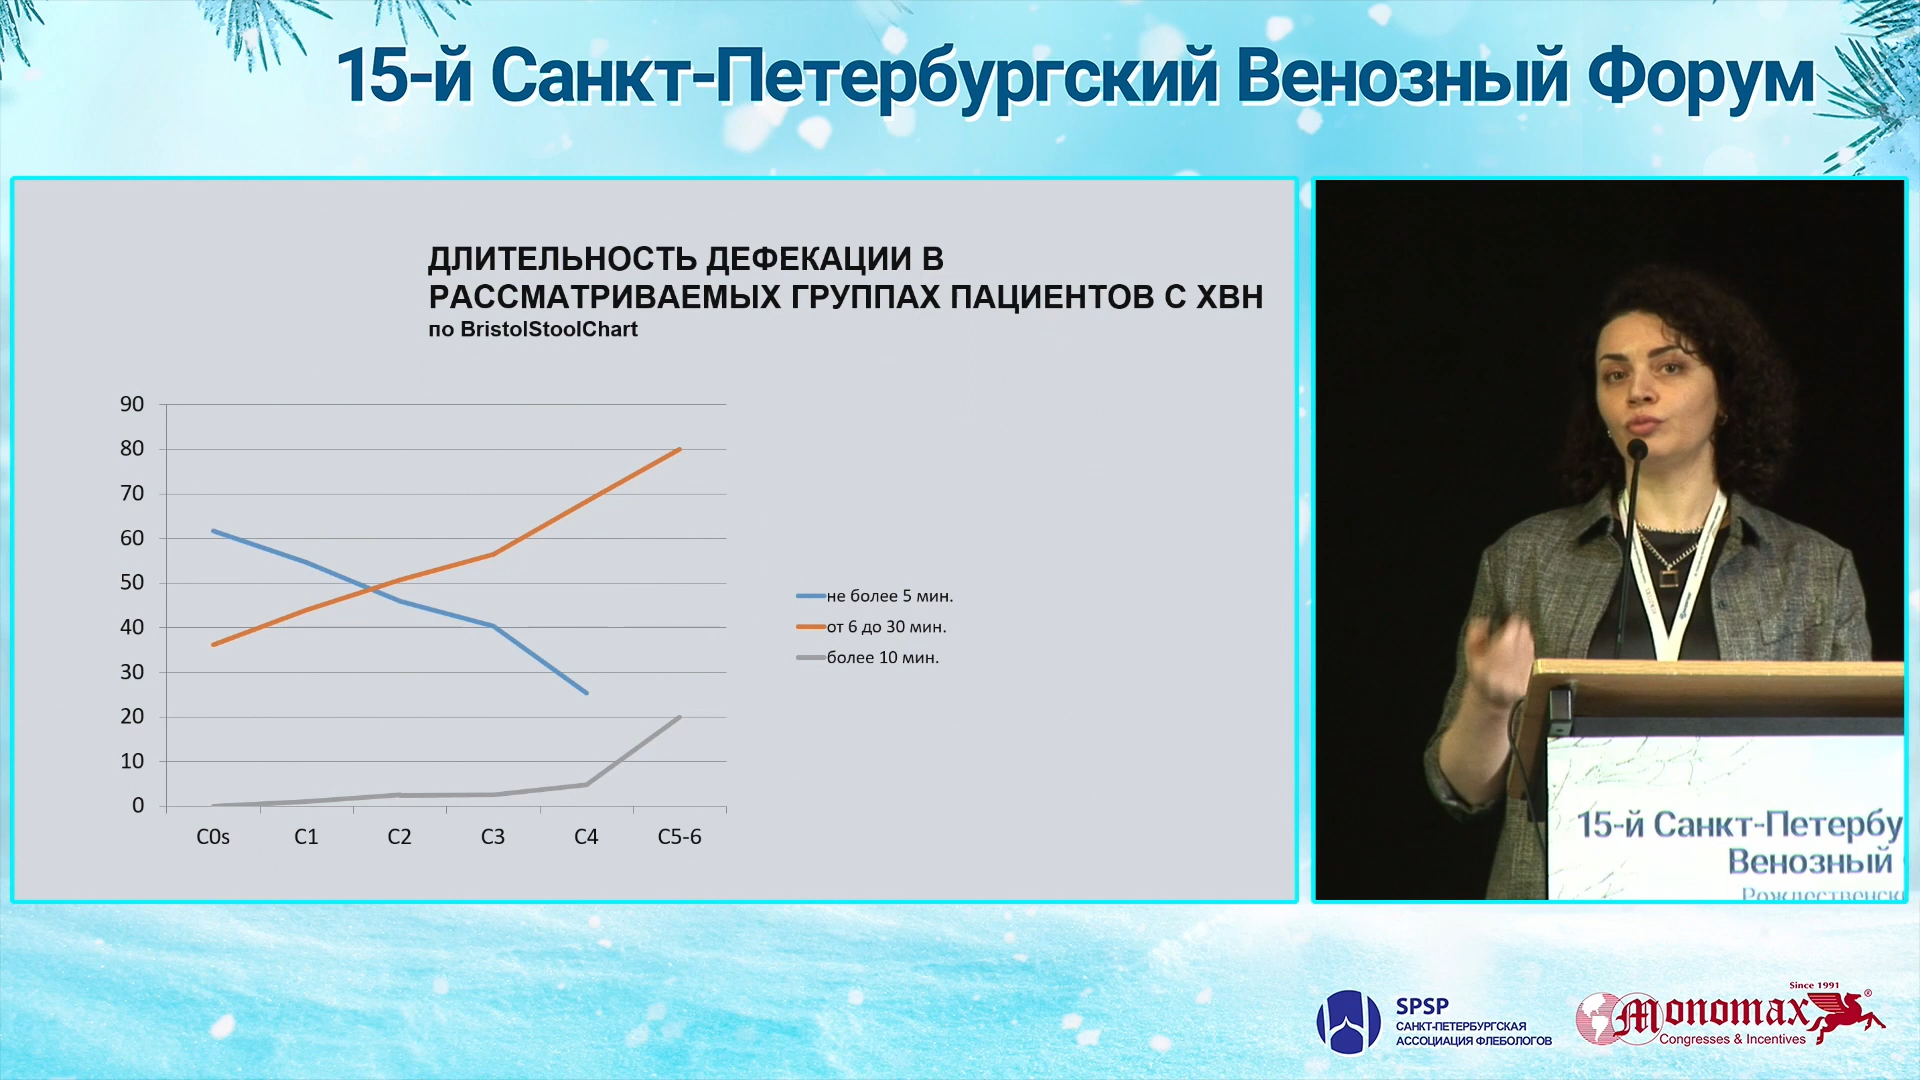 15-й Санкт-Петербургский Венозный Форум
ДЛИТЕЛЬНОСТЬ ДЕФЕКАЦИИ В
РАССМАТРИВАЕМЫХ ГРУППАХ ПАЦИЕНТОВ С ХВН
по BristolStoolChart
90
80
70
60
50
40
30
20
10
0
C0s C1 C2 C3 C4 C5-6
не более 5 мин.
от 6 до 30 мин.
более 10 мин.
15-й Санкт-Петербу
Венозный
Рождественск
SPSP
САНКТ-ПЕТЕРБУРГСКАЯ
АССОЦИАЦИЯ ФЛЕБОЛОГОВ
Since 1991
Monomax®
Congresses & Incentives